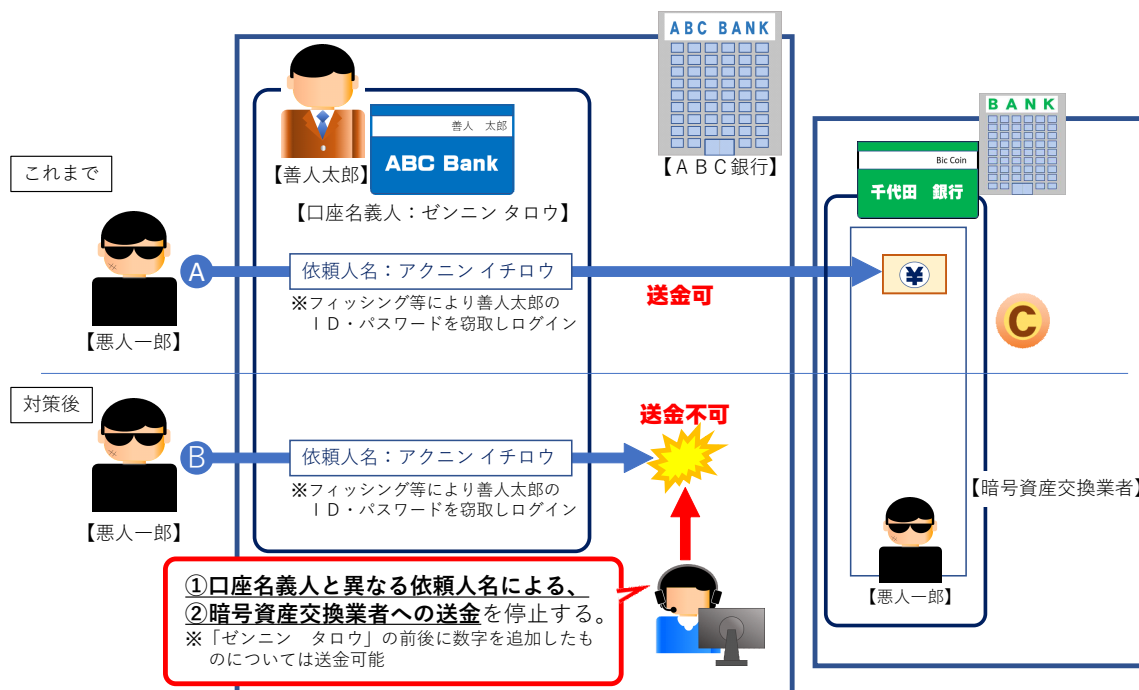 ABC BANK
BANK
善人 太郎
ABC Bank
【善人太郎】
【ABC銀行】
Bic Coin
千代田 銀行
これまで
【口座名義人：ゼンニン タロウ】
A
依頼人名：アクニン イチロウ
送金可
¥
※フィッシング等により善人太郎の
ＩＤ・パスワードを窃取しログイン
C
【悪人一郎】
対策後
送金不可
B
依頼人名：アクニン イチロウ
※フィッシング等により善人太郎の
ＩＤ・パスワードを窃取しログイン
【暗号資産交換業者】
【悪人一郎】
①口座名義人と異なる依頼人名による、
②暗号資産交換業者への送金を停止する。
※「ゼンニン　タロウ」の前後に数字を追加したも
のについては送金可能
【悪人一郎】